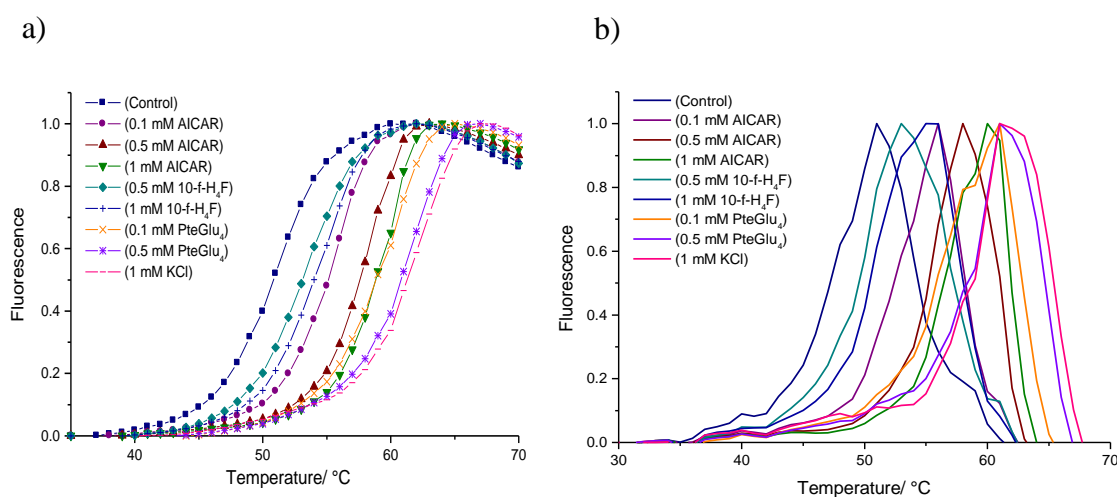 a)
b)
(Control)
(0.1 mM AICAR)
(0.5 mM AICAR)
(1 mM AICAR)
(0.5 mM 10-f-H₄F)
(1 mM 10-f-H₄F)
(0.1 mM PteGlu₄)
(0.5 mM PteGlu₄)
(1 mM KCl)
1.0
0.8
0.6
0.4
0.2
0.0
Fluorescence
40
50
60
70
Temperature/ °C
(Control)
(0.1 mM AICAR)
(0.5 mM AICAR)
(1 mM AICAR)
(0.5 mM 10-f-H₄F)
(1 mM 10-f-H₄F)
(0.1 mM PteGlu₄)
(0.5 mM PteGlu₄)
(1 mM KCl)
1.0
0.8
0.6
0.4
0.2
0.0
Fluorescence
30
40
50
60
70
Temperature/ °C